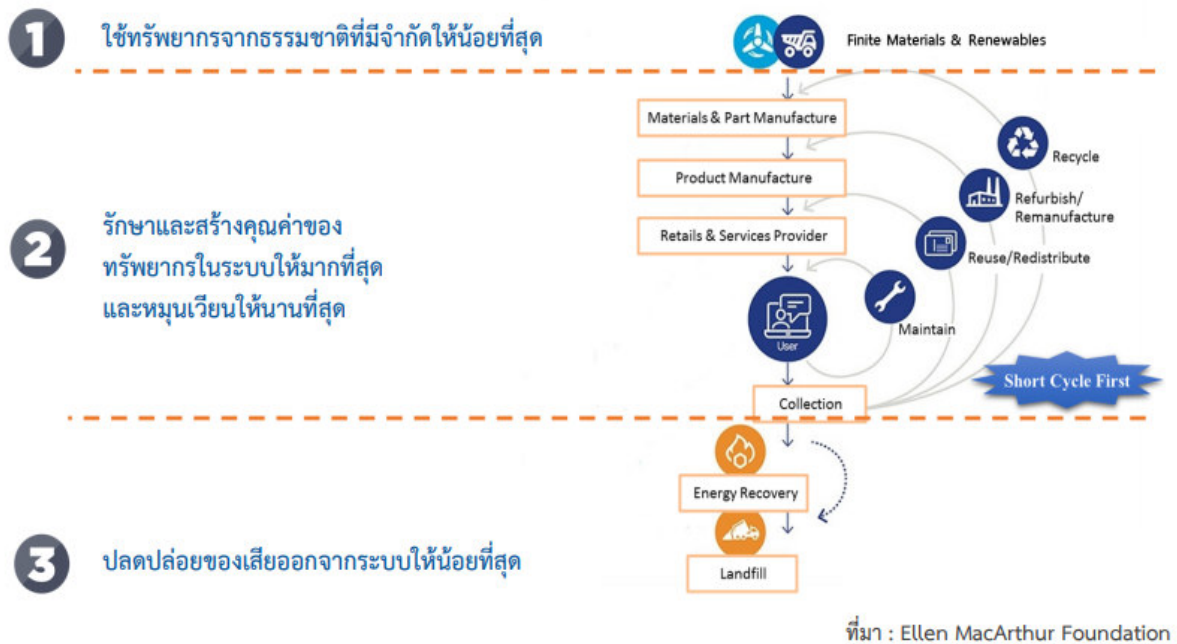 1
ใช้ทรัพยากรจากธรรมชาติที่มีจำกัดให้น้อยที่สุด
Finite Materials & Renewables
Materials & Part Manufacture
Recycle
Product Manufacture
Refurbish/
Remanufacture
2
รักษาและสร้างคุณค่าของ
ทรัพยากรในระบบให้มากที่สุด
และหมุนเวียนให้นานที่สุด
Retails & Services Provider
Reuse/Redistribute
User
Maintain
Short Cycle First
Collection
Energy Recovery
3
ปลดปล่อยของเสียออกจากระบบให้น้อยที่สุด
Landfill
ที่มา : Ellen MacArthur Foundation